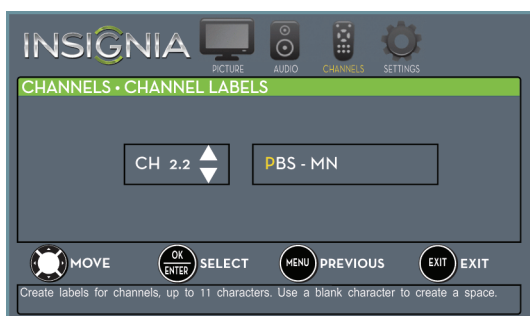 INSIGNIA
PICTURE AUDIO CHANNELS SETTINGS
CHANNELS • CHANNEL LABELS
CH 2.2 PBS - MN
MOVE OK ENTER SELECT MENU PREVIOUS EXIT EXIT
Create labels for channels, up to 11 characters. Use a blank character to create a space.